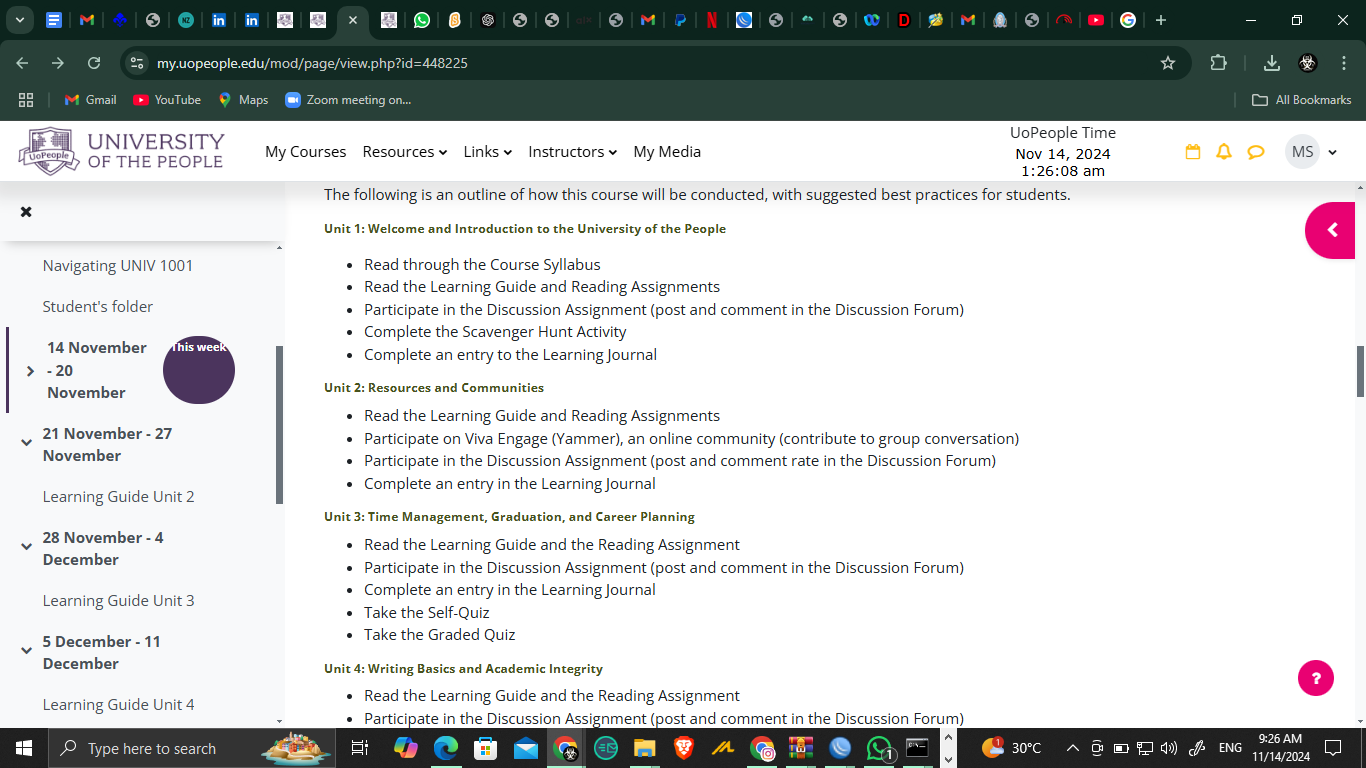 my.uopeople.edu/mod/page/view.php?id=448225
Gmail
YouTube
Maps
Zoom meeting on...
All Bookmarks
UoPeople
UNIVERSITY
OF THE PEOPLE
My Courses
Resources
Links
Instructors
My Media
UoPeople Time
Nov 14, 2024
1:26:08 am
MS
Navigating UNIV 1001
Student's folder
14 November
- 20
November
This week
21 November - 27
November
Learning Guide Unit 2
28 November - 4
December
Learning Guide Unit 3
5 December - 11
December
Learning Guide Unit 4
The following is an outline of how this course will be conducted, with suggested best practices for students.
Unit 1: Welcome and Introduction to the University of the People
• Read through the Course Syllabus
• Read the Learning Guide and Reading Assignments
• Participate in the Discussion Assignment (post and comment in the Discussion Forum)
• Complete the Scavenger Hunt Activity
• Complete an entry to the Learning Journal
Unit 2: Resources and Communities
• Read the Learning Guide and Reading Assignments
• Participate on Viva Engage (Yammer), an online community (contribute to group conversation)
• Participate in the Discussion Assignment (post and comment rate in the Discussion Forum)
• Complete an entry in the Learning Journal
Unit 3: Time Management, Graduation, and Career Planning
• Read the Learning Guide and the Reading Assignment
• Participate in the Discussion Assignment (post and comment in the Discussion Forum)
• Complete an entry in the Learning Journal
• Take the Self-Quiz
• Take the Graded Quiz
Unit 4: Writing Basics and Academic Integrity
• Read the Learning Guide and the Reading Assignment
• Participate in the Discussion Assignment (post and comment in the Discussion Forum)
?
Type here to search
1
1
30°C
ENG
9:26 AM
11/14/2024